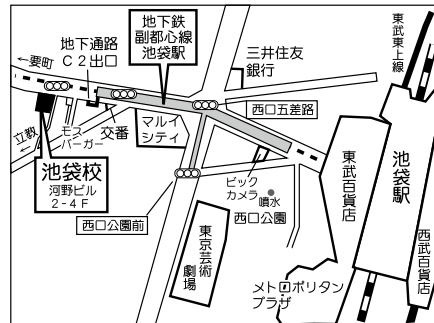 地下鉄
副都心線
池袋駅
地下通路
C2出口
←要町
三井住友
銀行
東武東上線
西口五差路
マルイ
シティ
交番
モス
バーガー
立教
←
池袋校
河野ビル
2-4F
ビック
カメラ
噴水
西口公園
西口公園前
東京芸術
劇場
東武百貨店
池袋駅
西武百貨店
メトロポリタン
プラザ